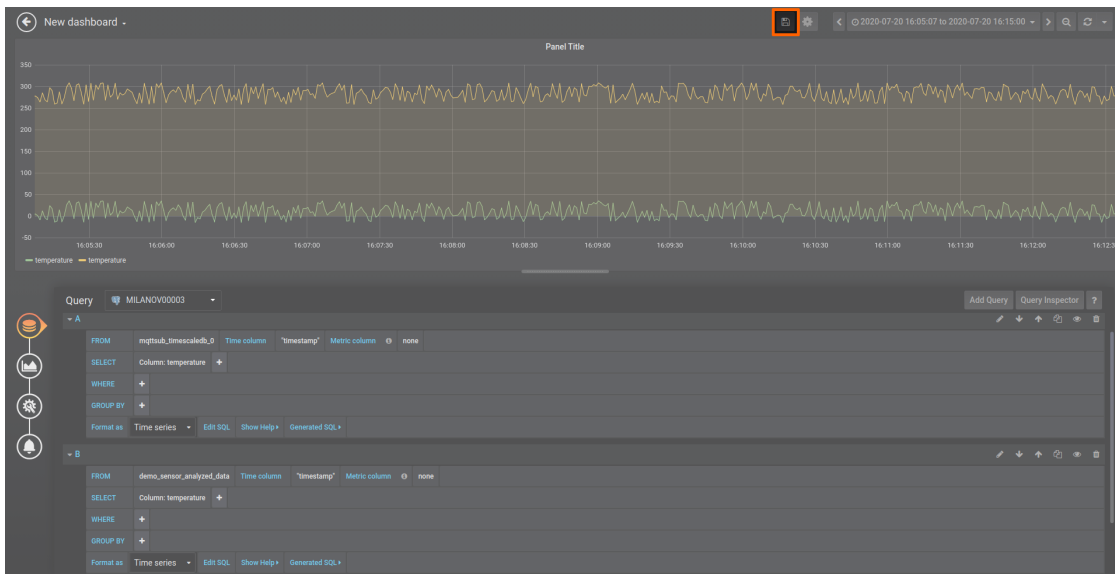 New dashboard
2020-07-20 16:05:07 to 2020-07-20 16:15:00
Panel Title
350
300
250
200
150
100
50
0
-50
16:05:30 16:06:00 16:06:30 16:07:00 16:07:30 16:08:00 16:08:30 16:09:00 16:09:30 16:10:00 16:10:30 16:11:00 16:11:30 16:12:00 16:12:3
temperature temperature
Query MILANOV00003 Add Query Query Inspector ?
A
FROM mqttsub_timescaledb_0 Time column "timestamp" Metric column none
SELECT Column: temperature +
WHERE +
GROUP BY +
Format as Time series Edit SQL Show Help Generated SQL
B
FROM demo_sensor_analyzed_data Time column "timestamp" Metric column none
SELECT Column: temperature +
WHERE +
GROUP BY +
Format as Time series Edit SQL Show Help Generated SQL